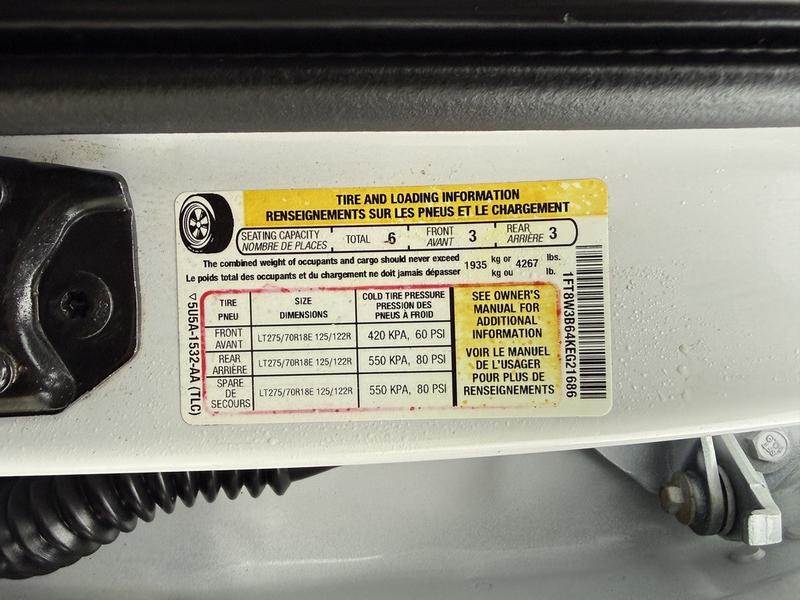 TIRE AND LOADING INFORMATION
RENSEIGNEMENTS SUR LES PNEUS ET LE CHARGEMENT
SEATING CAPACITY
NOMBRE DE PLACES
TOTAL 6
FRONT
AVANT 3
REAR
ARRIÈRE 3
The combined weight of occupants and cargo should never exceed 1935 kg or 4267 lbs.
Le poids total des occupants et du chargement ne doit jamais dépasser kg ou lb.
TIRE
PNEU
SIZE
DIMENSIONS
COLD TIRE PRESSURE
PRESSION DES
PNEUS À FROID
FRONT
AVANT
LT275/70R18E 125/122R
420 KPA, 60 PSI
REAR
ARRIÈRE
LT275/70R18E 125/122R
550 KPA, 80 PSI
SPARE
DE
SECOURS
LT275/70R18E 125/122R
550 KPA, 80 PSI
SEE OWNER'S
MANUAL FOR
ADDITIONAL
INFORMATION
VOIR LE MANUEL
DE L'USAGER
POUR PLUS DE
RENSEIGNEMENTS
5U5A-1532-AA (TLC)
1FT8W3B64KEG21686